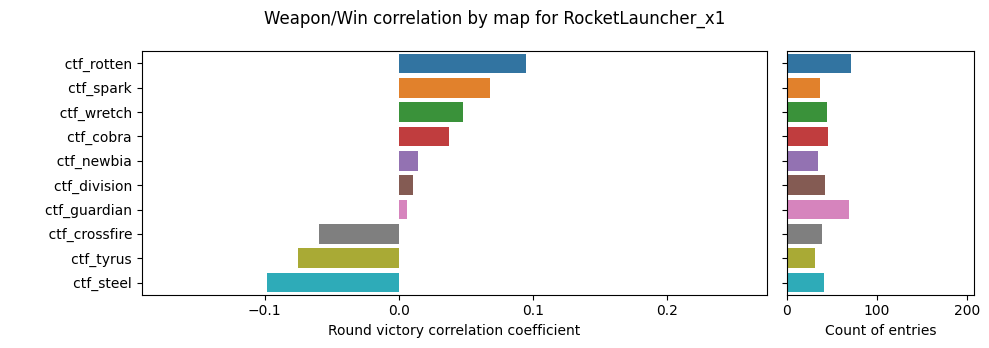 Weapon/Win correlation by map for RocketLauncher_x1
ctf_rotten
ctf_spark
ctf_wretch
ctf_cobra
ctf_newbia
ctf_division
ctf_guardian
ctf_crossfire
ctf_tyrus
ctf_steel
−0.1 0.0 0.1 0.2
Round victory correlation coefficient
0 100 200
Count of entries